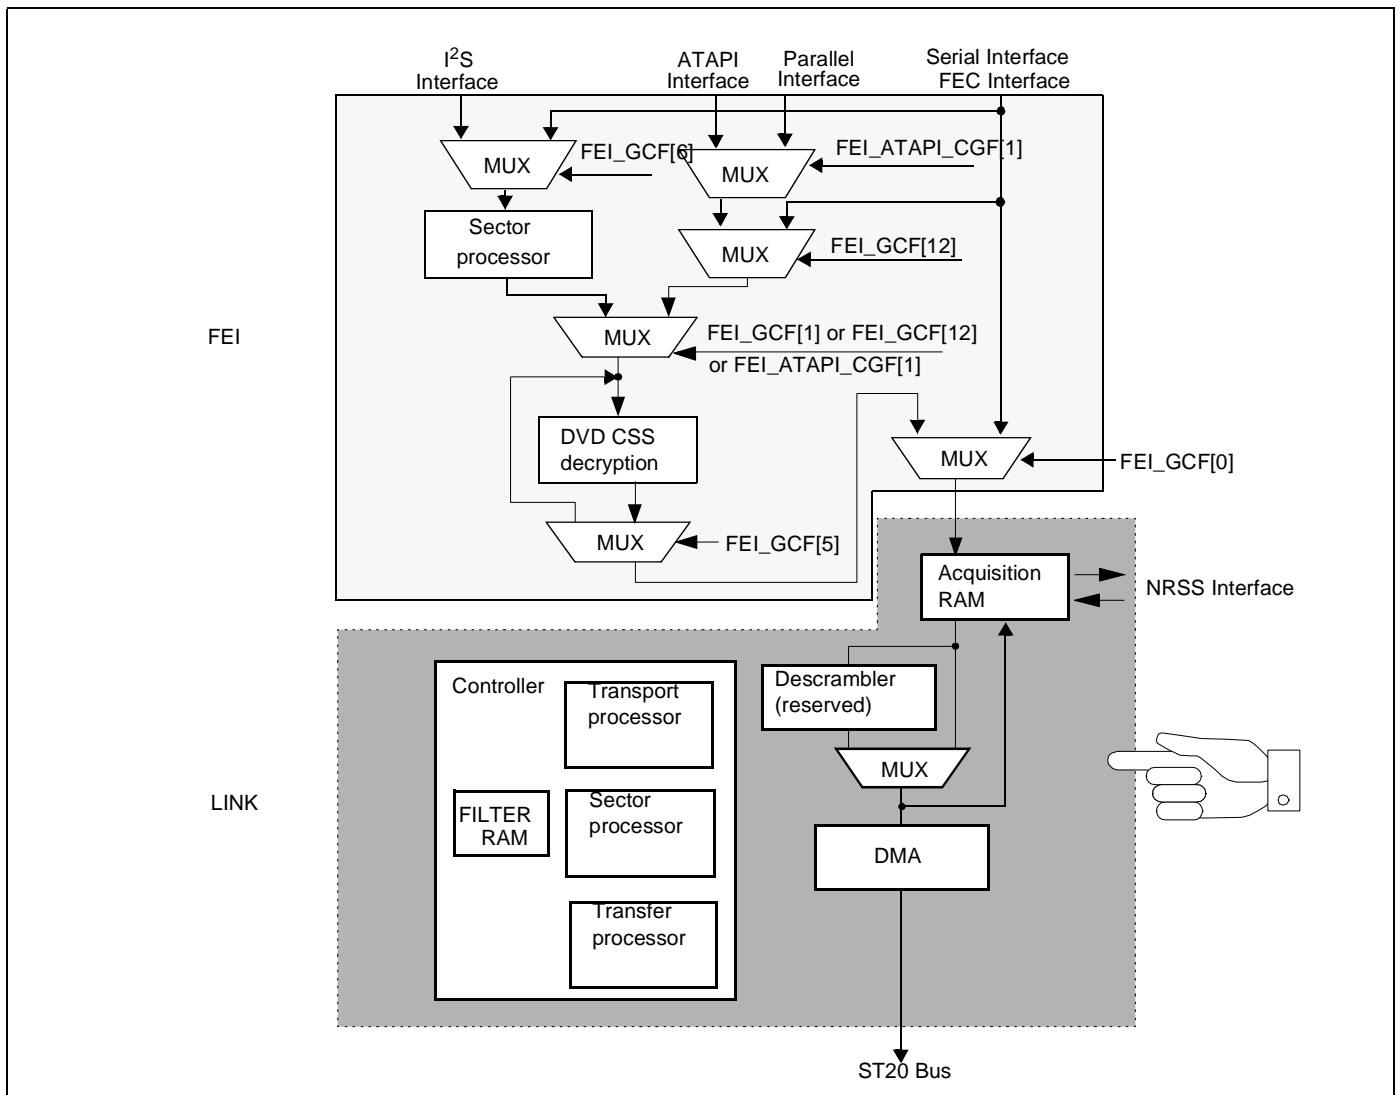 I2S
Interface
ATAPI
Interface
Parallel
Interface
Serial Interface
FEC Interface
MUX
FEI_GCF[6]
MUX
FEI_ATAPI_CGF[1]
Sector
processor
MUX
FEI_GCF[12]
FEI
MUX
FEI_GCF[1] or FEI_GCF[12]
or FEI_ATAPI_CGF[1]
DVD CSS
decryption
MUX
FEI_GCF[0]
MUX
FEI_GCF[5]
Acquisition
RAM
NRSS Interface
Controller
Transport
processor
Descrambler
(reserved)
MUX
LINK
FILTER
RAM
Sector
processor
DMA
Transfer
processor
ST20 Bus